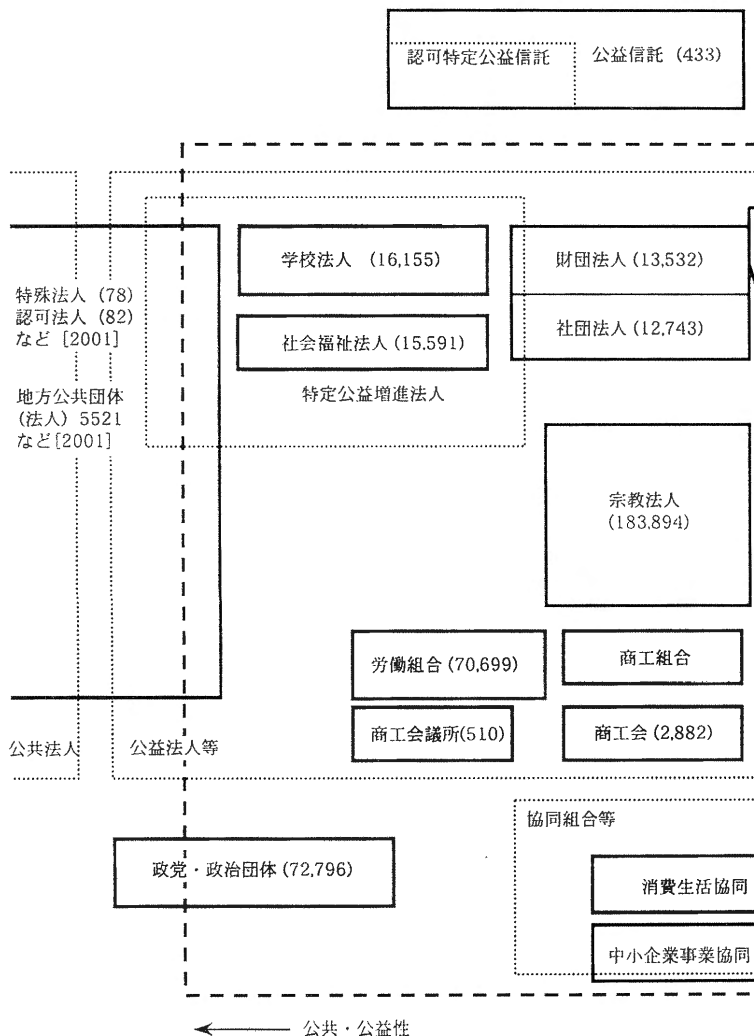 認可特定公益信託
公益信託 (433)
学校法人 (16,155)
財団法人 (13,532)
特殊法人 (78)
認可法人 (82)
など [2001]
社会福祉法人 (15,591)
社団法人 (12,743)
地方公共団体
(法人) 5521
など[2001]
特定公益増進法人
宗教法人
(183,894)
労働組合 (70,699)
商工組合
商工会議所(510)
商工会 (2,882)
公共法人
公益法人等
協同組合等
政党・政治団体 (72,796)
消費生活協同
中小企業事業協同
公共・公益性